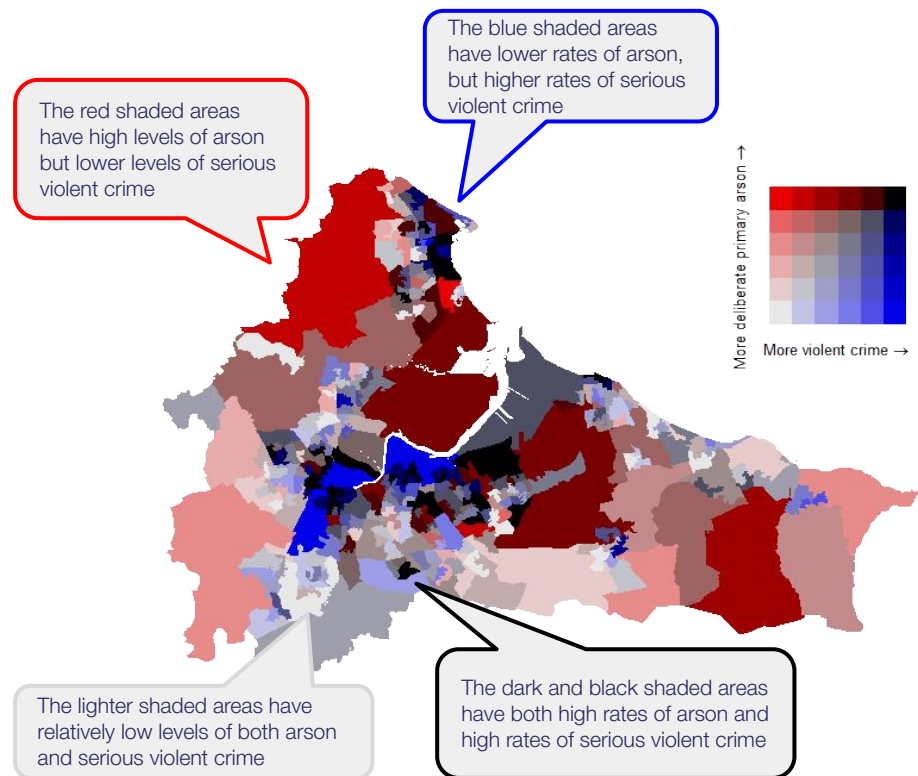 The blue shaded areas
have lower rates of arson,
but higher rates of serious
violent crime
The red shaded areas
have high levels of arson
but lower levels of serious
violent crime
More deliberate primary arson →
More violent crime →
The lighter shaded areas have
relatively low levels of both arson
and serious violent crime
The dark and black shaded areas
have both high rates of arson and
high rates of serious violent crime